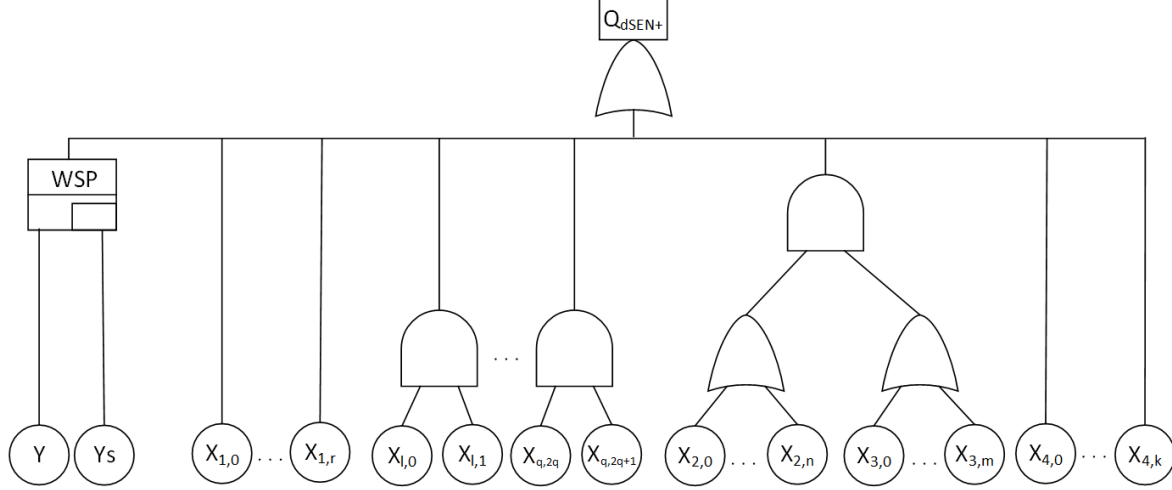 QdSEN+
WSP
. . .
Y Ys X1,0 . . . X1,r Xl,0 Xl,1 Xq,2q Xq,2q+1 X2,0 . . . X2,n X3,0 . . . X3,m X4,0 . . . X4,k